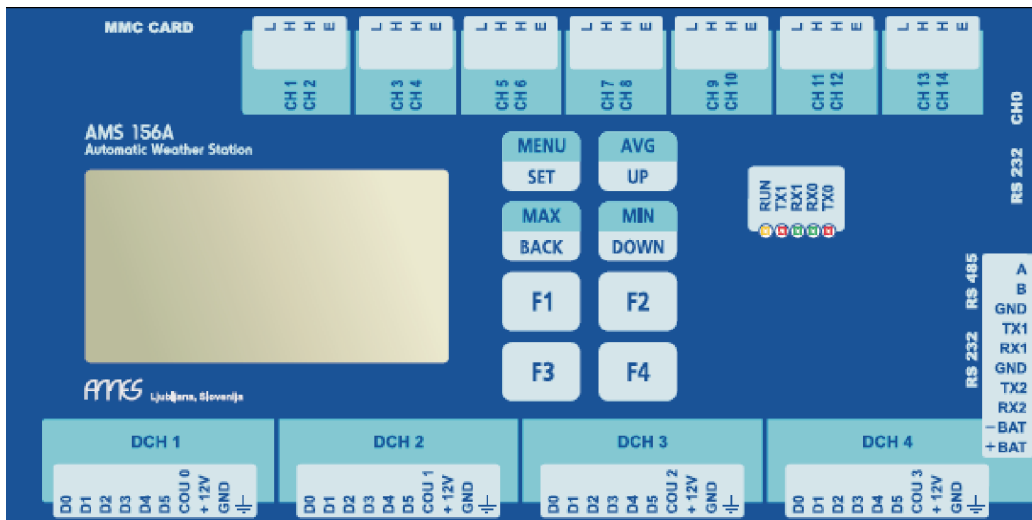 MMC CARD
L H H E
L H H E
L H H E
L H H E
L H H E
L H H E
L H H E
CH 1
CH 2
CH 3
CH 4
CH 5
CH 6
CH 7
CH 8
CH 9
CH 10
CH 11
CH 12
CH 13
CH 14
CH0
RS 232
AMS 156A
Automatic Weather Station
MENU
SET
AVG
UP
MAX
BACK
MIN
DOWN
F1
F2
F3
F4
RUN
TX1
RX1
RX0
TX0
RS 485
RS 232
A
B
GND
TX1
RX1
GND
TX2
RX2
-BAT
+BAT
AMES Ljubljana, Slovenija
DCH 1
DCH 2
DCH 3
DCH 4
D0 D1 D2 D3 D4 D5 COU 0 + 12V GND
D0 D1 D2 D3 D4 D5 COU 1 + 12V GND
D0 D1 D2 D3 D4 D5 COU 2 + 12V GND
D0 D1 D2 D3 D4 D5 COU 3 + 12V GND